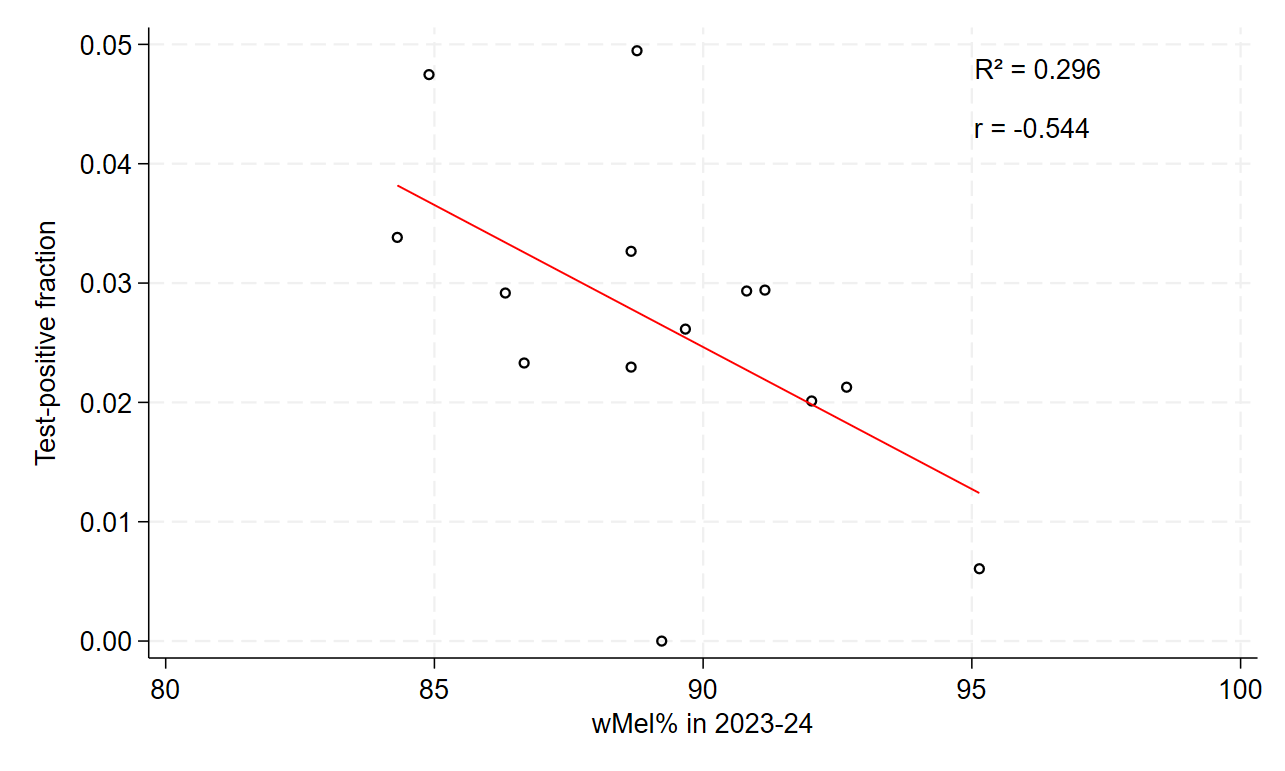 0.05
0.04
0.03
0.02
0.01
0.00
Test-positive fraction
R² = 0.296
r = -0.544
80 85 90 95 100
wMel% in 2023-24